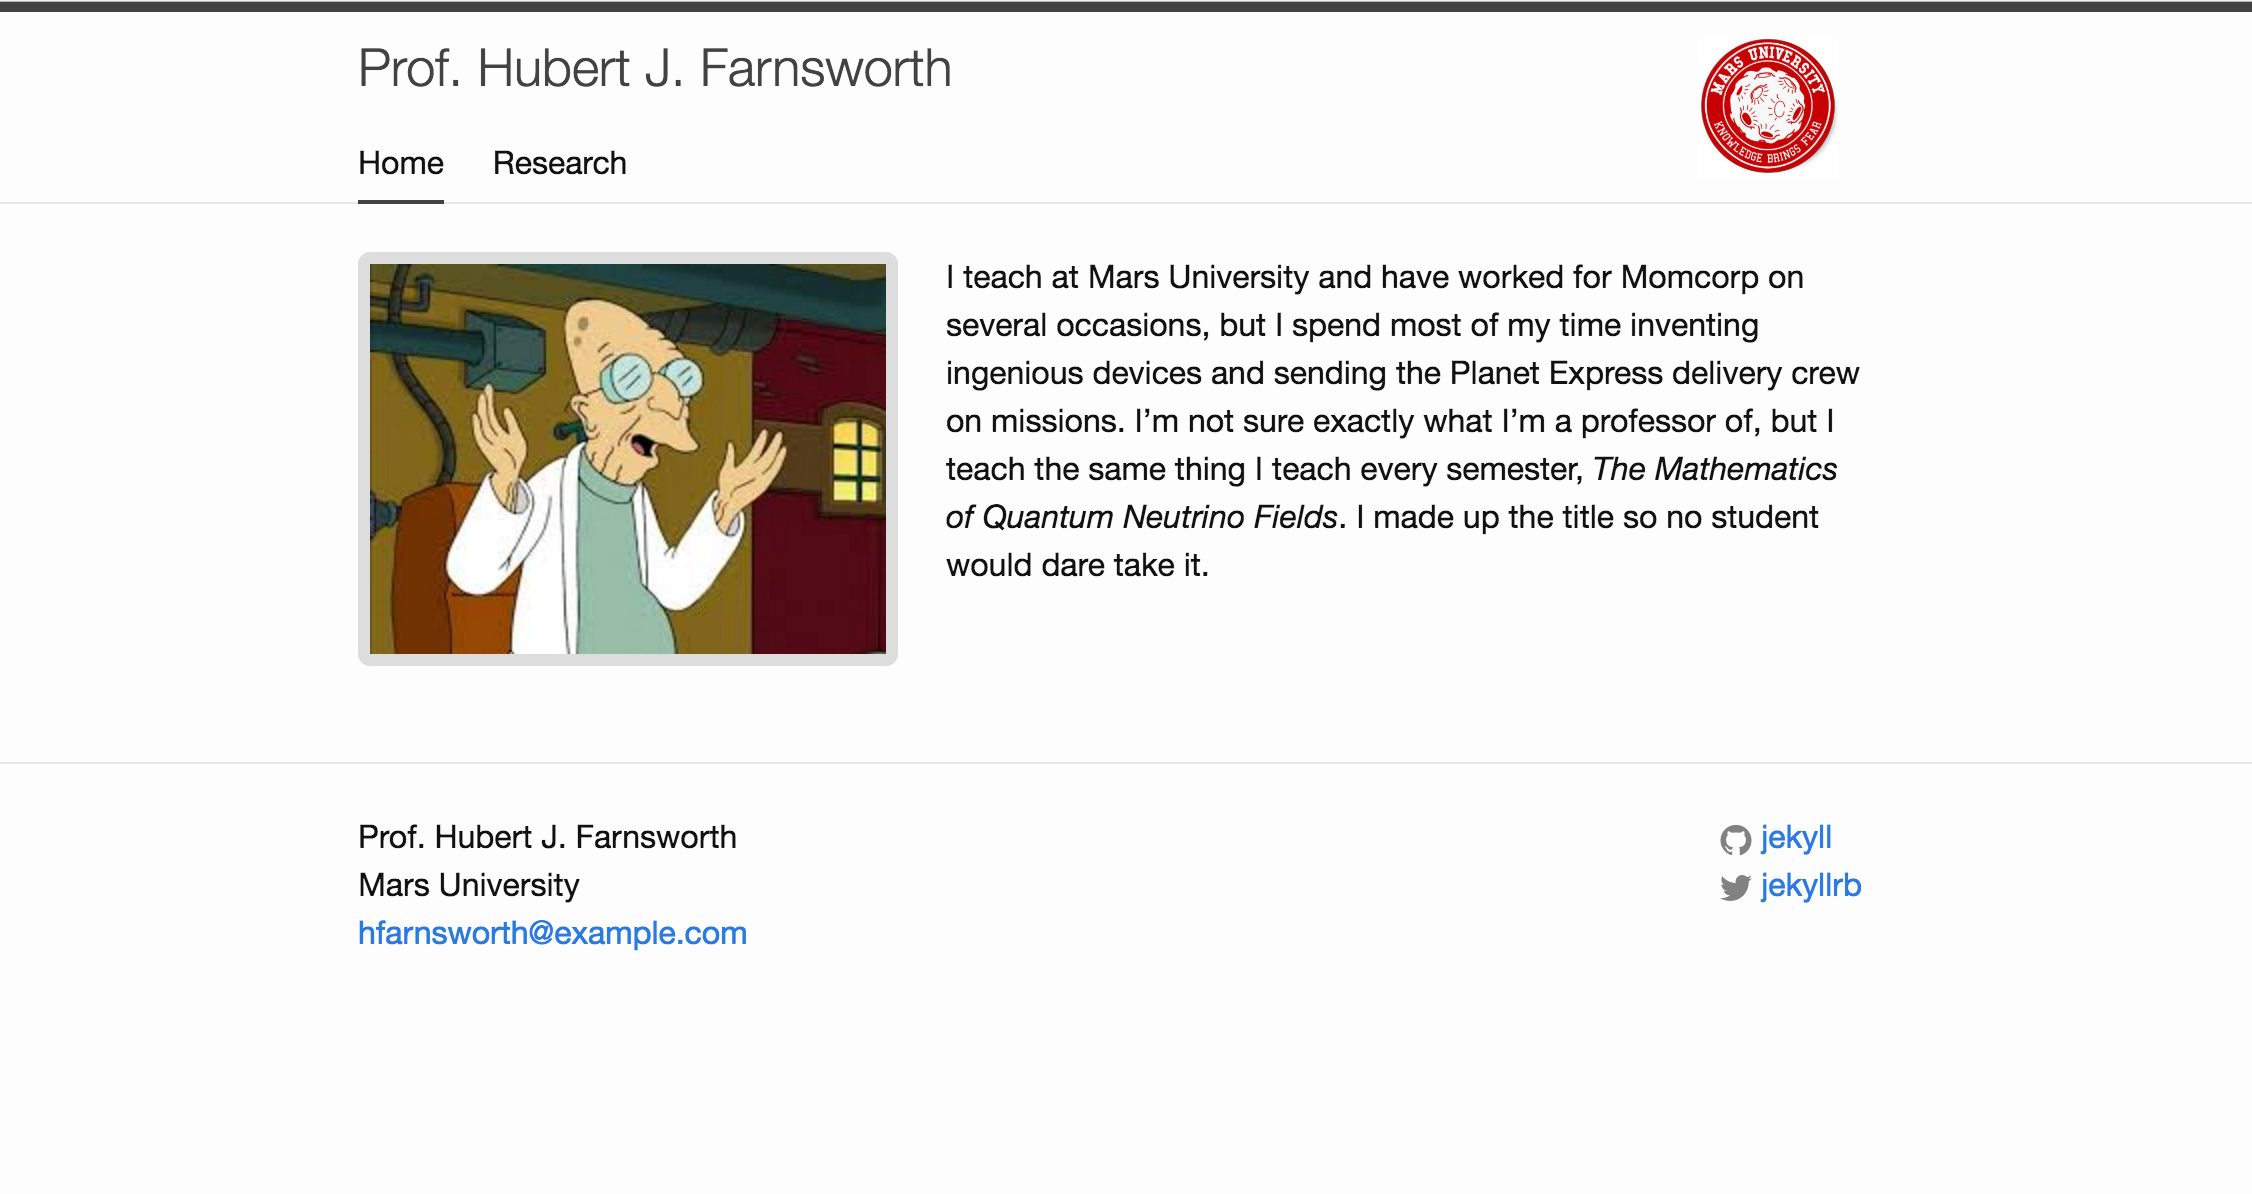 Prof. Hubert J. Farnsworth
MARS UNIVERSITY
KNOWLEDGE BRINGS FEAR
Home Research
I teach at Mars University and have worked for Momcorp on
several occasions, but I spend most of my time inventing
ingenious devices and sending the Planet Express delivery crew
on missions. I’m not sure exactly what I’m a professor of, but I
teach the same thing I teach every semester, The Mathematics
of Quantum Neutrino Fields. I made up the title so no student
would dare take it.
Prof. Hubert J. Farnsworth
Mars University
hfarnsworth@example.com
jekyll
jekyllrb